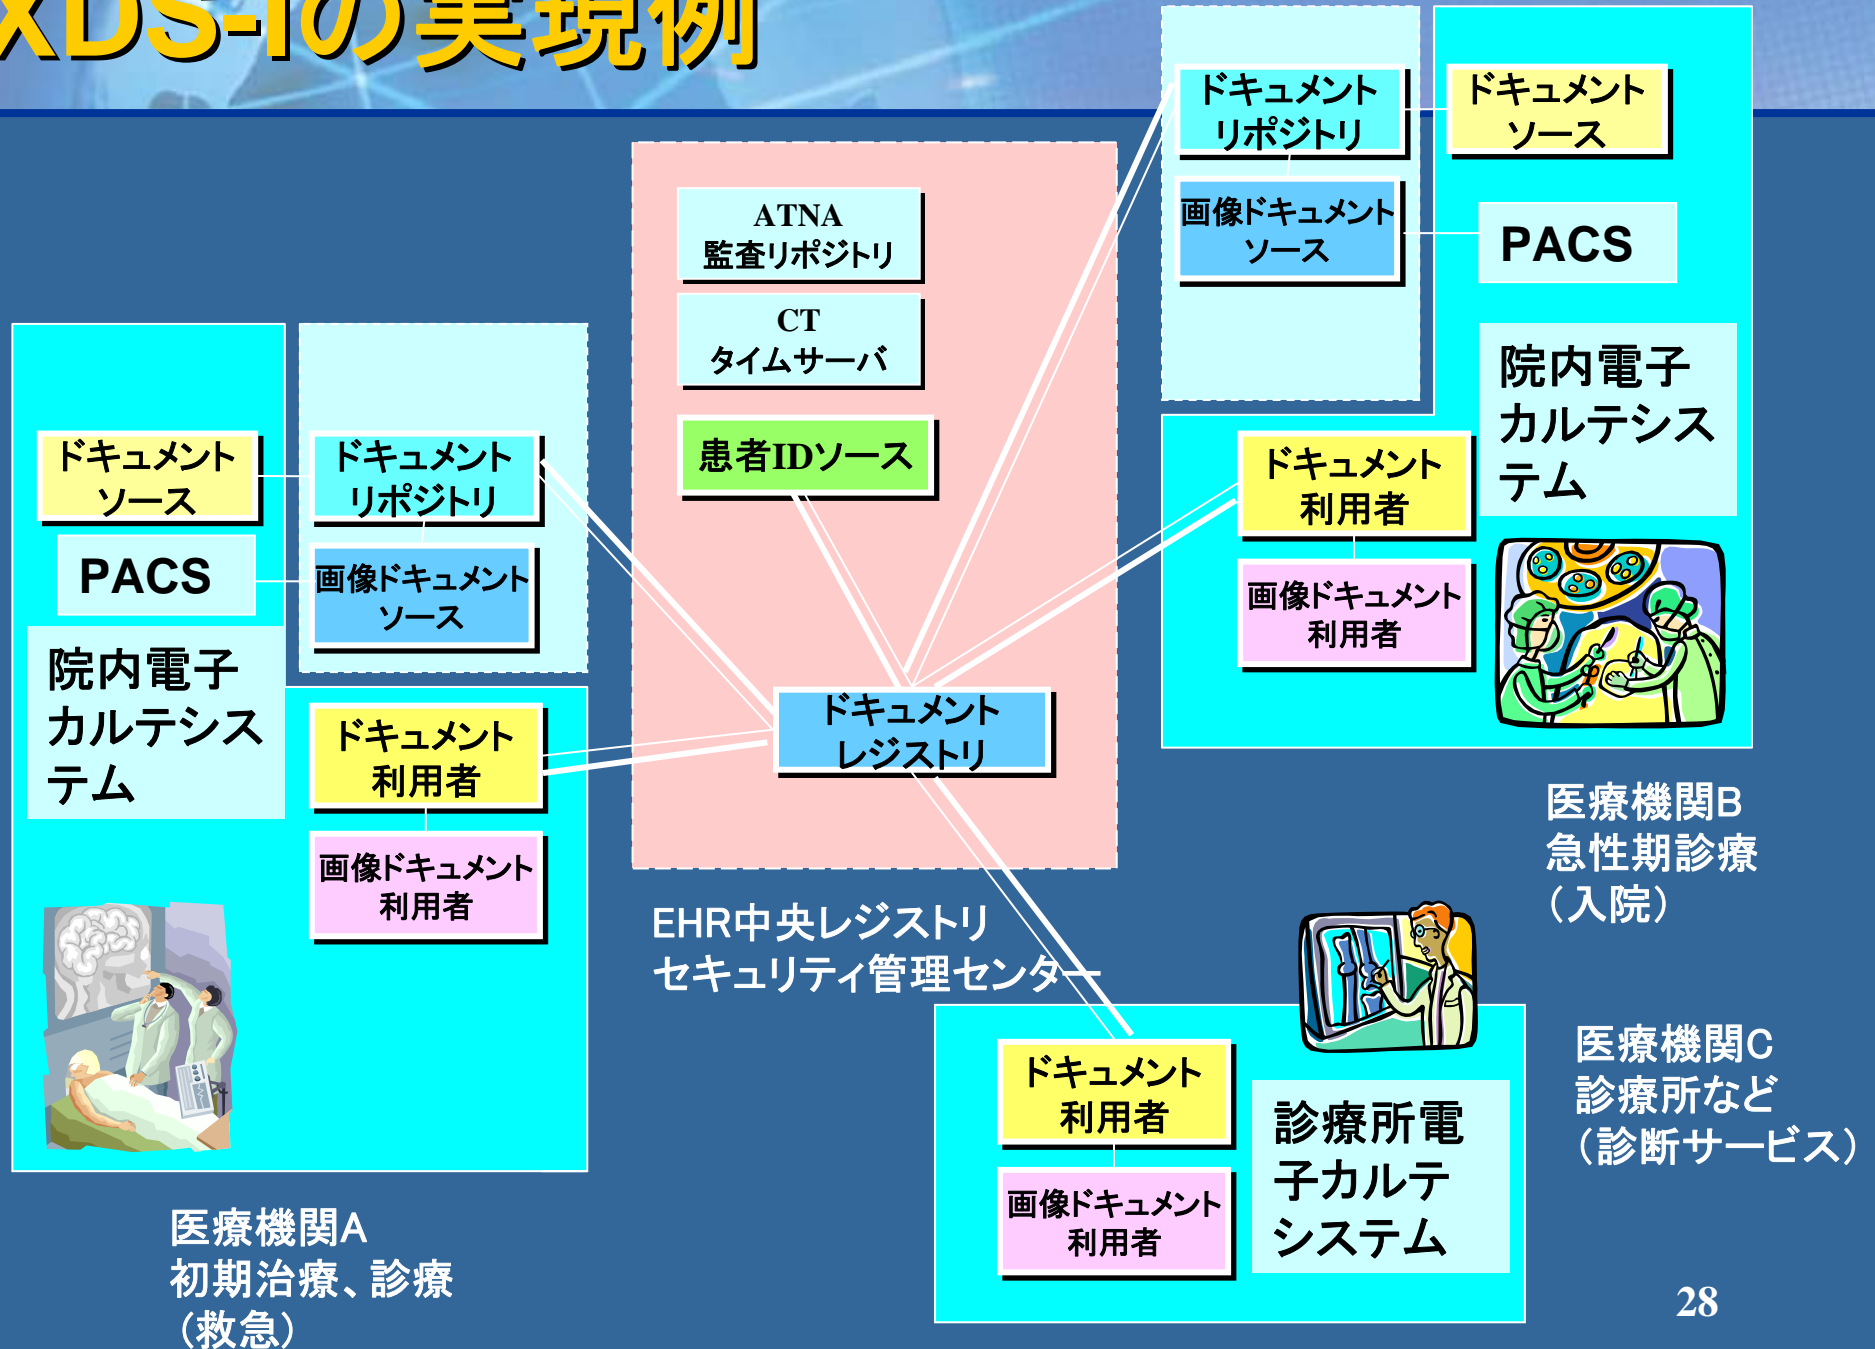 XDS-Iの実現例
ドキュメント
リポジトリ
ドキュメント
ソース
画像ドキュメント
ソース
PACS
院内電子
カルテシス
テム
ドキュメント
利用者
画像ドキュメント
利用者
医療機関B
急性期診療
（入院）
ATNA
監査リポジトリ
CT
タイムサーバ
患者IDソース
ドキュメント
レジストリ
EHR中央レジストリ
セキュリティ管理センター
ドキュメント
ソース
ドキュメント
リポジトリ
PACS
画像ドキュメント
ソース
院内電子
カルテシス
テム
ドキュメント
利用者
画像ドキュメント
利用者
医療機関A
初期治療、診療
（救急）
ドキュメント
利用者
画像ドキュメント
利用者
診療所電
子カルテ
システム
医療機関C
診療所など
（診断サービス）
28